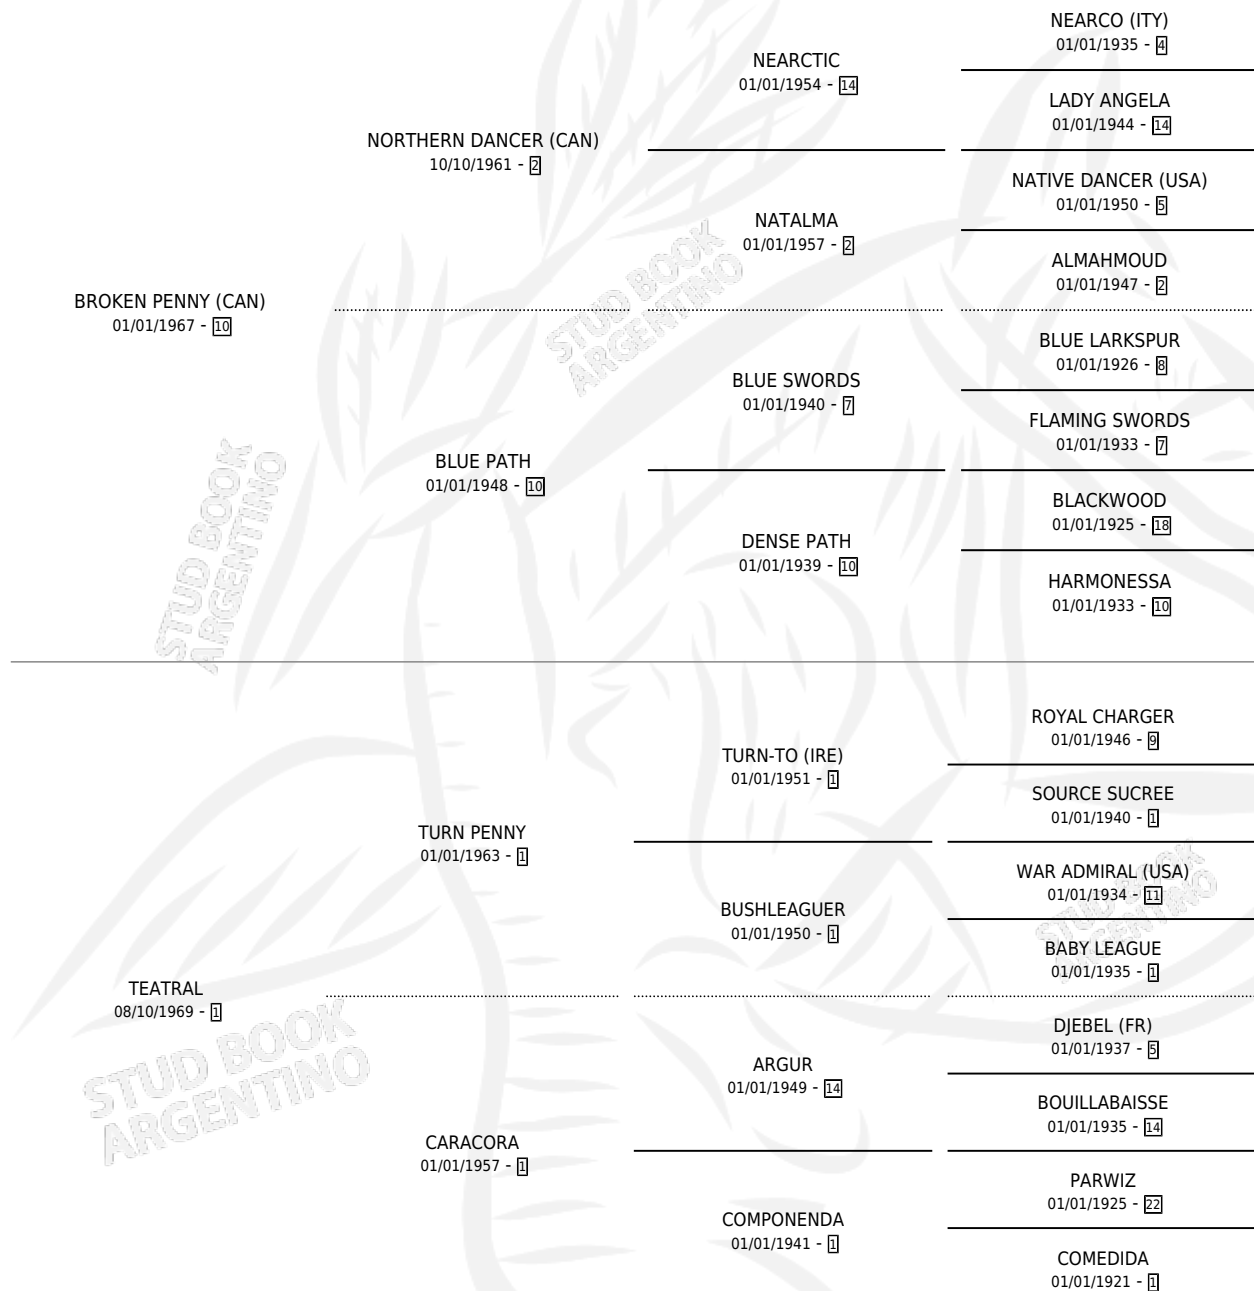 NEARCO (ITY)
01/01/1935 - 4
NEARCTIC
01/01/1954 - 14
LADY ANGELA
01/01/1944 - 14
NORTHERN DANCER (CAN)
10/10/1961 - 2
NATIVE DANCER (USA)
01/01/1950 - 5
NATALMA
01/01/1957 - 2
ALMAHMOUD
01/01/1947 - 2
BROKEN PENNY (CAN)
01/01/1967 - 10
STUD BOOK
ARGENTINO
BLUE LARKSPUR
01/01/1926 - 8
BLUE SWORDS
01/01/1940 - 7
FLAMING SWORDS
01/01/1933 - 7
BLUE PATH
01/01/1948 - 10
BLACKWOOD
01/01/1925 - 18
DENSE PATH
01/01/1939 - 10
HARMONESSA
01/01/1933 - 10
STUD BOOK
ARGENTINO
ROYAL CHARGER
01/01/1946 - 9
TURN-TO (IRE)
01/01/1951 - 1
SOURCE SUCREE
01/01/1940 - 1
TURN PENNY
01/01/1963 - 1
WAR ADMIRAL (USA)
01/01/1934 - 11
BUSHLEAGUER
01/01/1950 - 1
BABY LEAGUE
01/01/1935 - 1
STUD BOOK
ARGENTINO
TEATRAL
08/10/1969 - 1
DJEBEL (FR)
01/01/1937 - 5
ARGUR
01/01/1949 - 14
BOUILLABAISSE
01/01/1935 - 14
STUD BOOK
ARGENTINO
CARACORA
01/01/1957 - 1
PARWIZ
01/01/1925 - 22
COMPONENDA
01/01/1941 - 1
COMEDIDA
01/01/1921 - 1